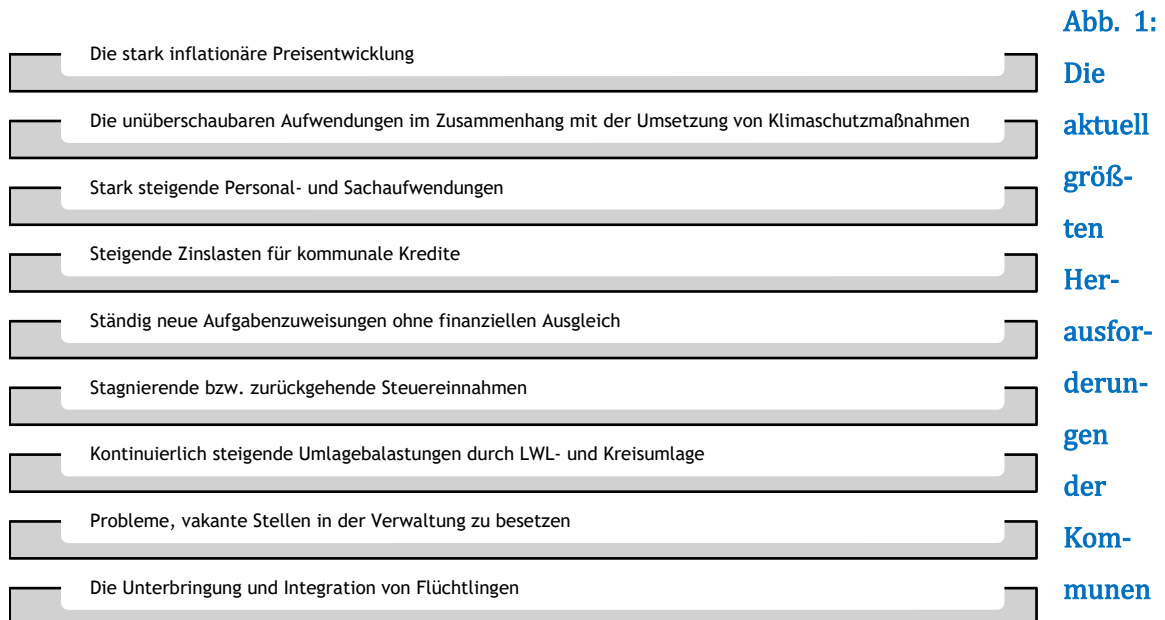 Die stark inflationäre Preisentwicklung
Die unüberschaubaren Aufwendungen im Zusammenhang mit der Umsetzung von Klimaschutzmaßnahmen
Stark steigende Personal- und Sachaufwendungen
Steigende Zinslasten für kommunale Kredite
Ständig neue Aufgabenzuweisungen ohne finanziellen Ausgleich
Stagnierende bzw. zurückgehende Steuereinnahmen
Kontinuierlich steigende Umlagebalastungen durch LWL- und Kreisumlage
Probleme, vakante Stellen in der Verwaltung zu besetzen
Die Unterbringung und Integration von Flüchtlingen
Abb. 1:
Die
aktuell
größ-
ten
Her-
ausfor-
derun-
gen
der
Kom-
munen